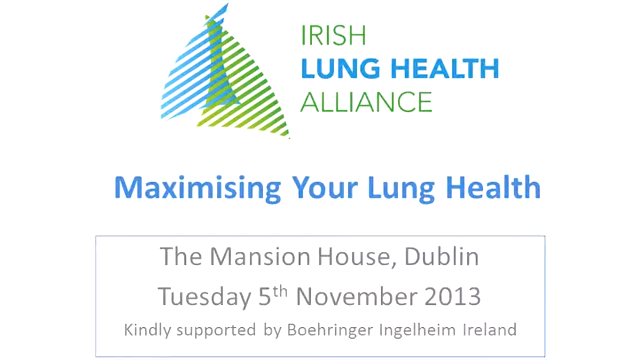 IRISH
LUNG HEALTH
ALLIANCE
Maximising Your Lung Health
The Mansion House, Dublin
Tuesday 5th November 2013
Kindly supported by Boehringer Ingelheim Ireland